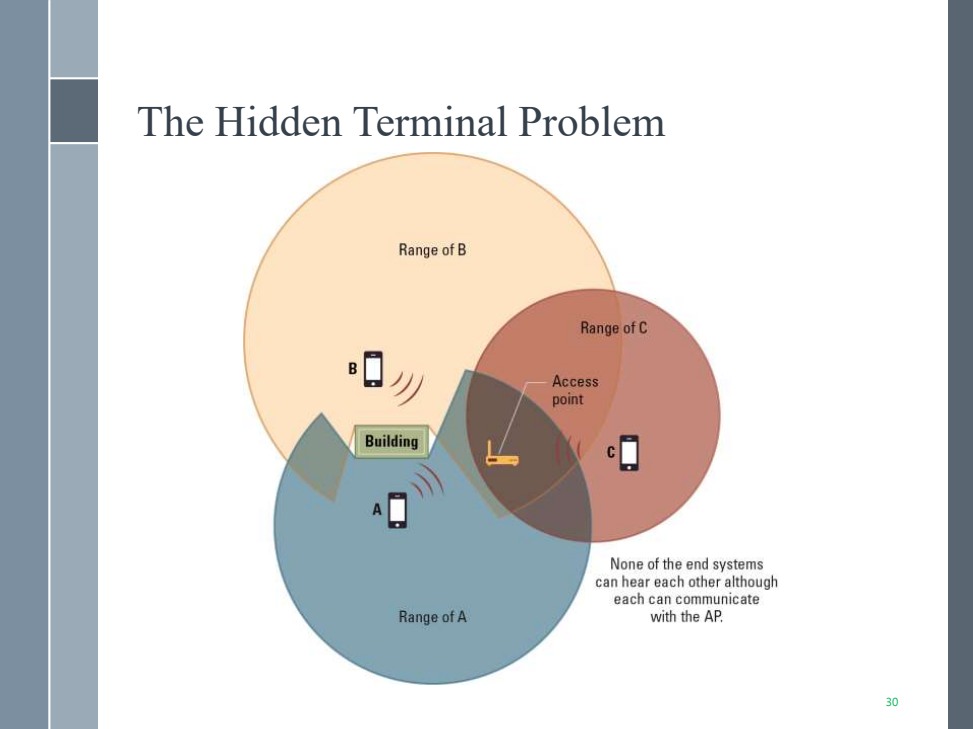 The Hidden Terminal Problem
Range of B
Range of C
B
Access
point
Building
C
A
None of the end systems
can hear each other although
each can communicate
with the AP.
Range of A
30